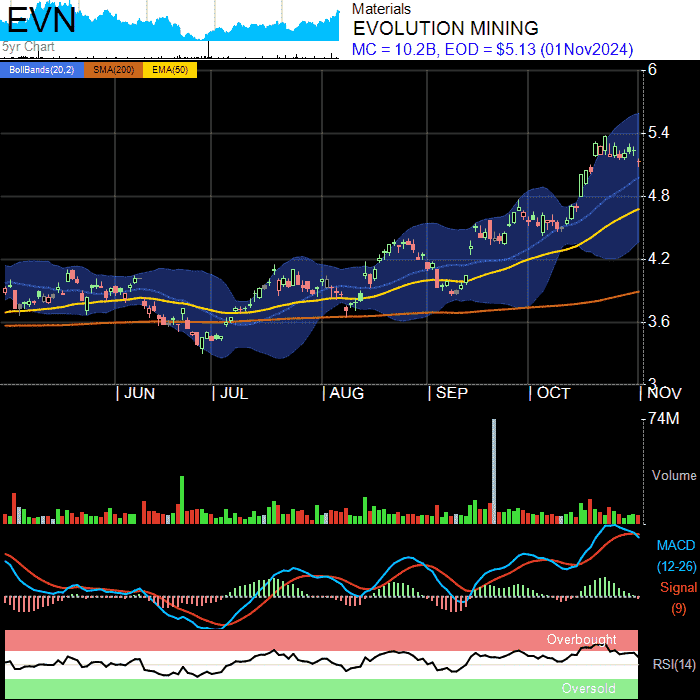 EVN
5yr Chart
Materials
EVOLUTION MINING
MC = 10.2B, EOD = $5.13 (01Nov2024)
BollBands(20,2) SMA(200) EMA(50)
6
5.4
4.8
4.2
3.6
3
JUN JUL AUG SEP OCT NOV
74M
Volume
MACD
(12-26)
Signal
(9)
Overbought
RSI(14)
Oversold